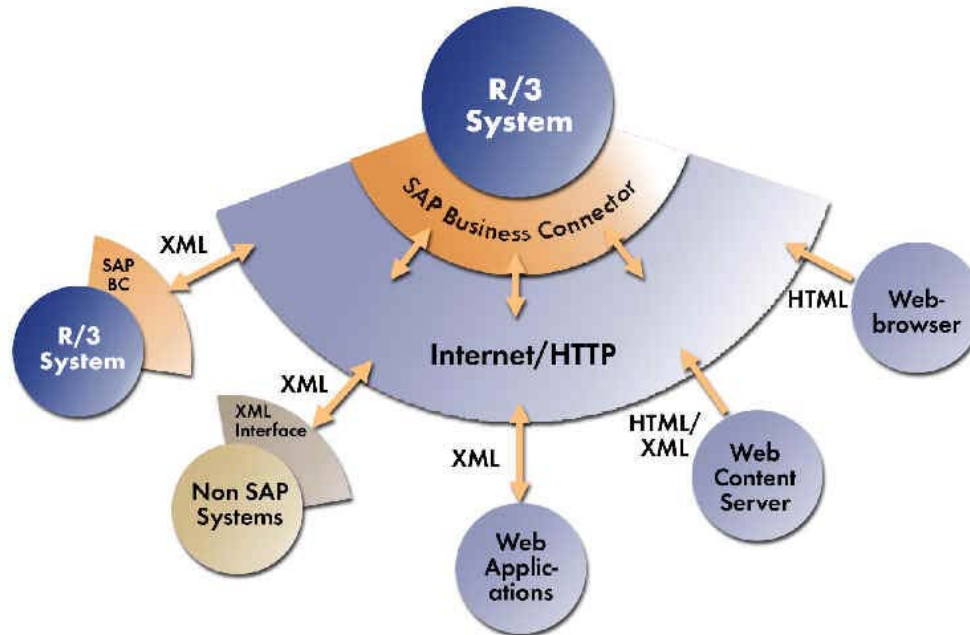 R/3
System
SAP Business Connector
XML
SAP
BC
R/3
System
Internet/HTTP
HTML
Web-
browser
XML
XML
Interface
Non SAP
Systems
XML
Web
Applic-
ations
HTML/
XML
Web
Content
Server